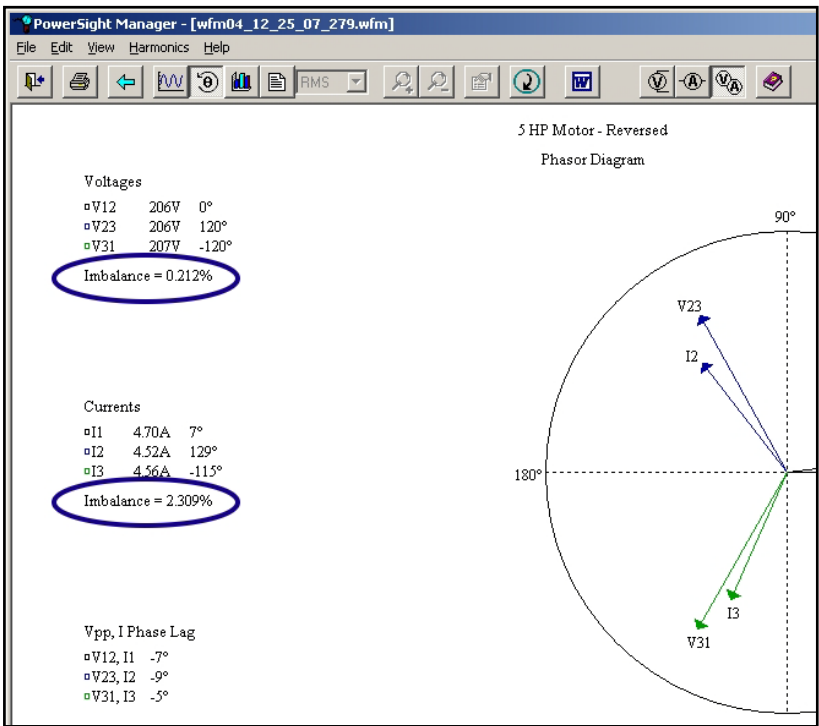 PowerSight Manager - [wfm04_12_25_07_279.wfm]
File Edit View Harmonics Help
RMS
W
V A V A
5 HP Motor - Reversed
Phasor Diagram
Voltages
V12 206V 0°
V23 206V 120°
V31 207V -120°
Imbalance = 0.212%
Currents
I1 4.70A 7°
I2 4.52A 129°
I3 4.56A -115°
Imbalance = 2.309%
Vpp, I Phase Lag
V12, I1 -7°
V23, I2 -9°
V31, I3 -5°
90°
V23
I2
180°
I3
V31